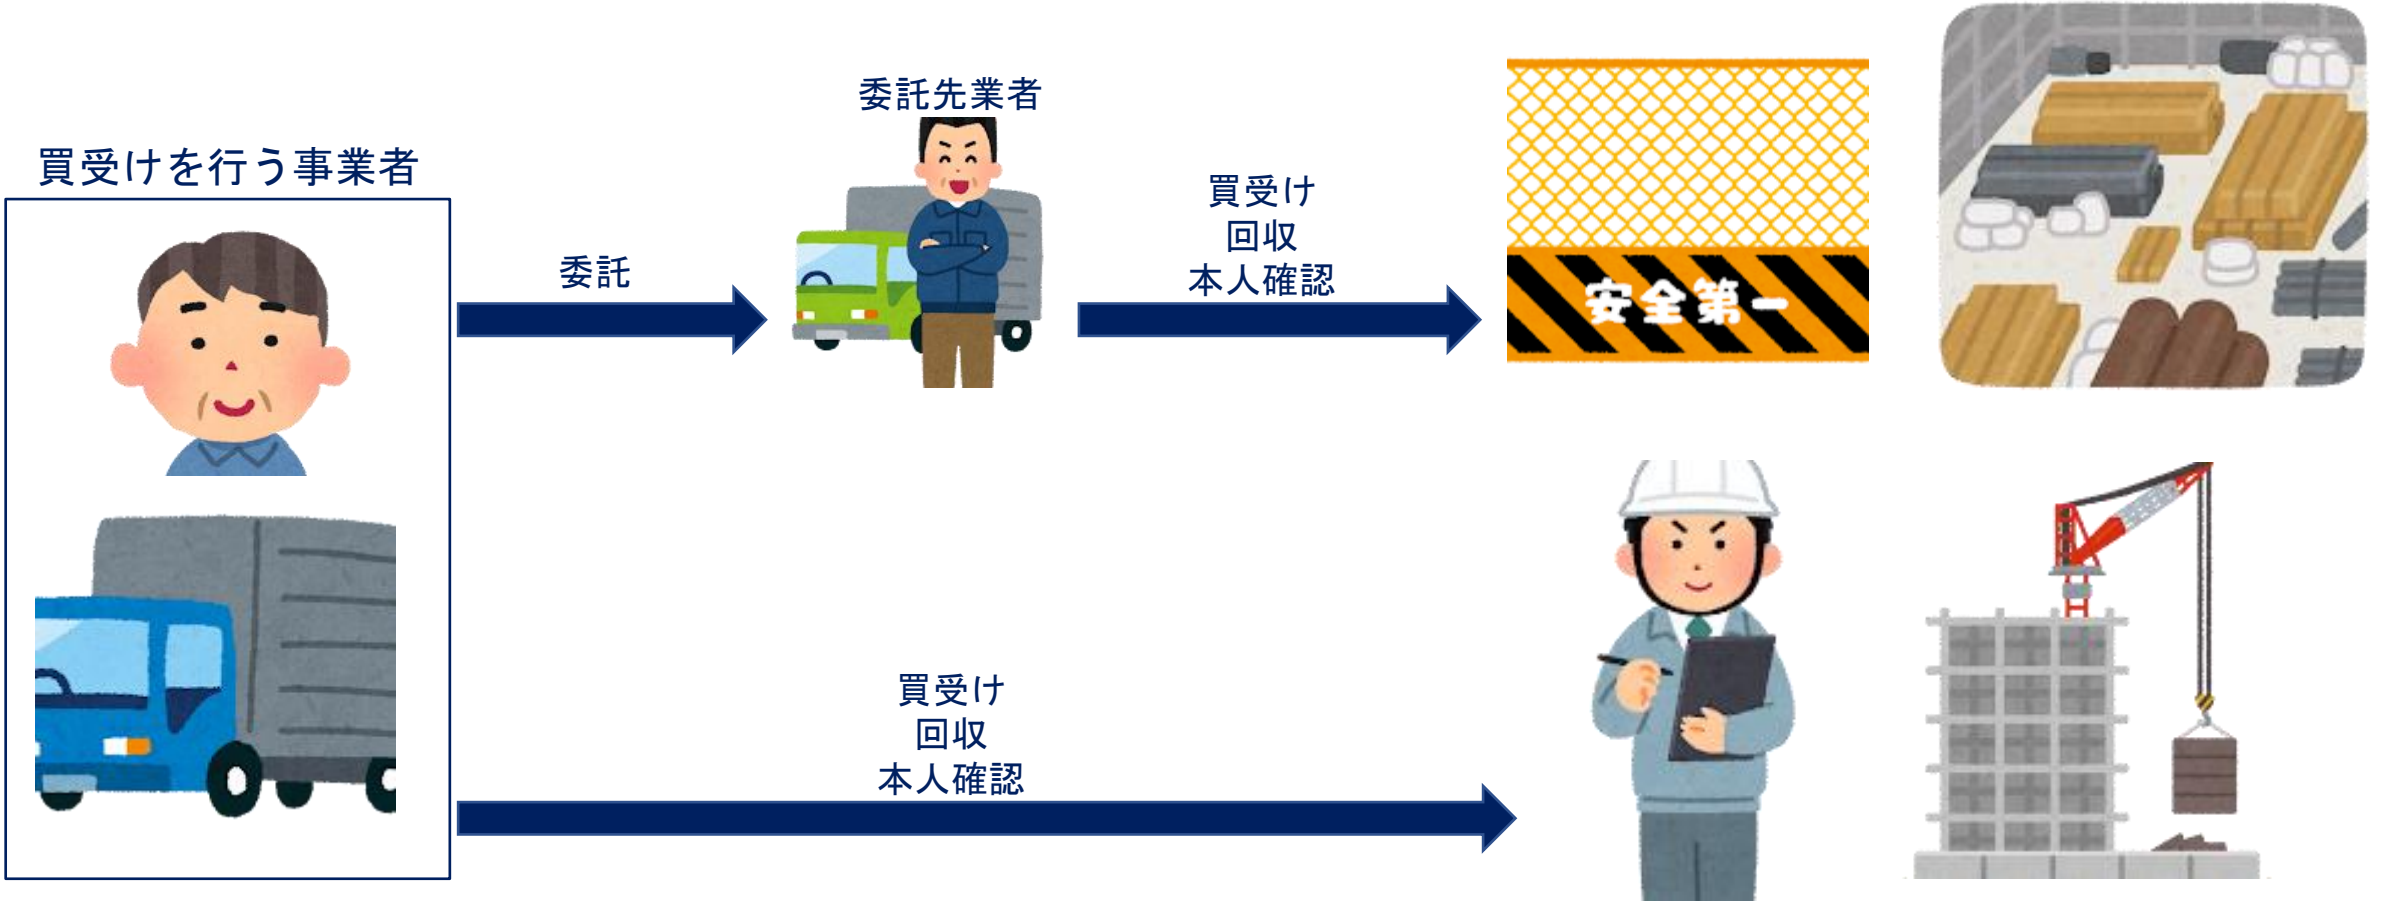 買受けを行う事業者
委託
委託先業者
買受け
回収
本人確認
安全第一
買受け
回収
本人確認